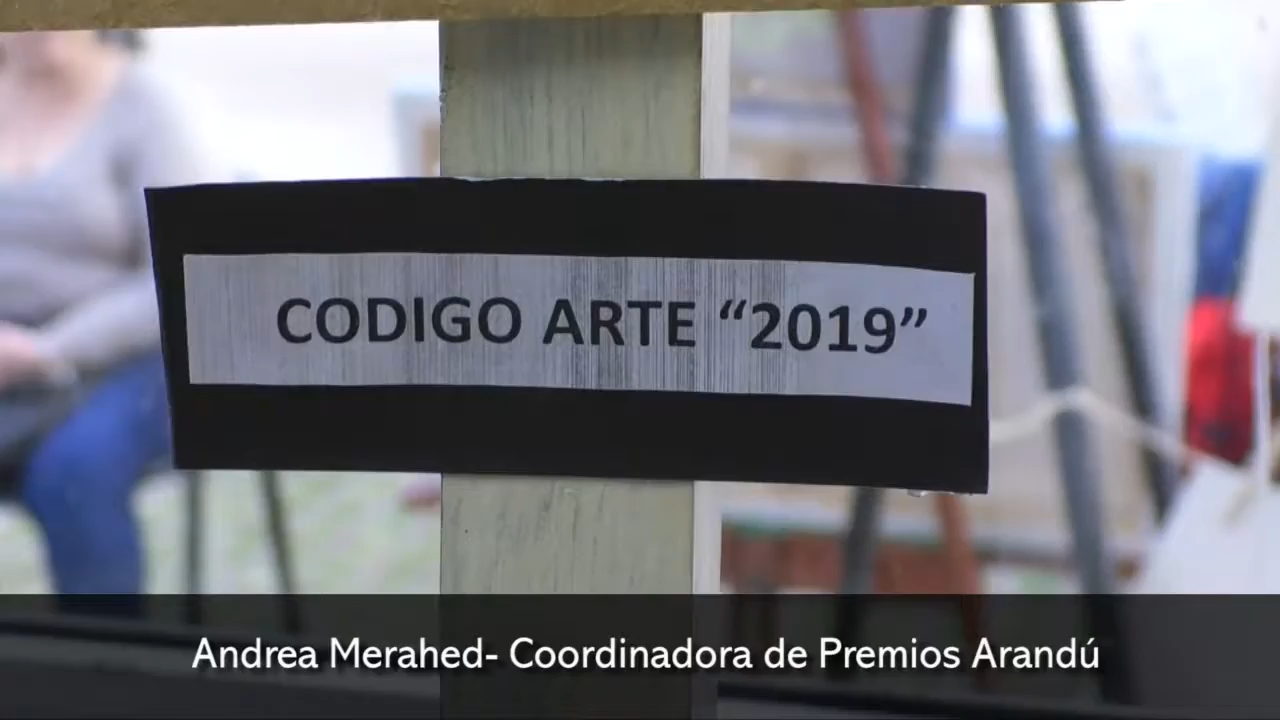 CODIGO ARTE “2019”
Andrea Merahed- Coordinadora de Premios Arandú